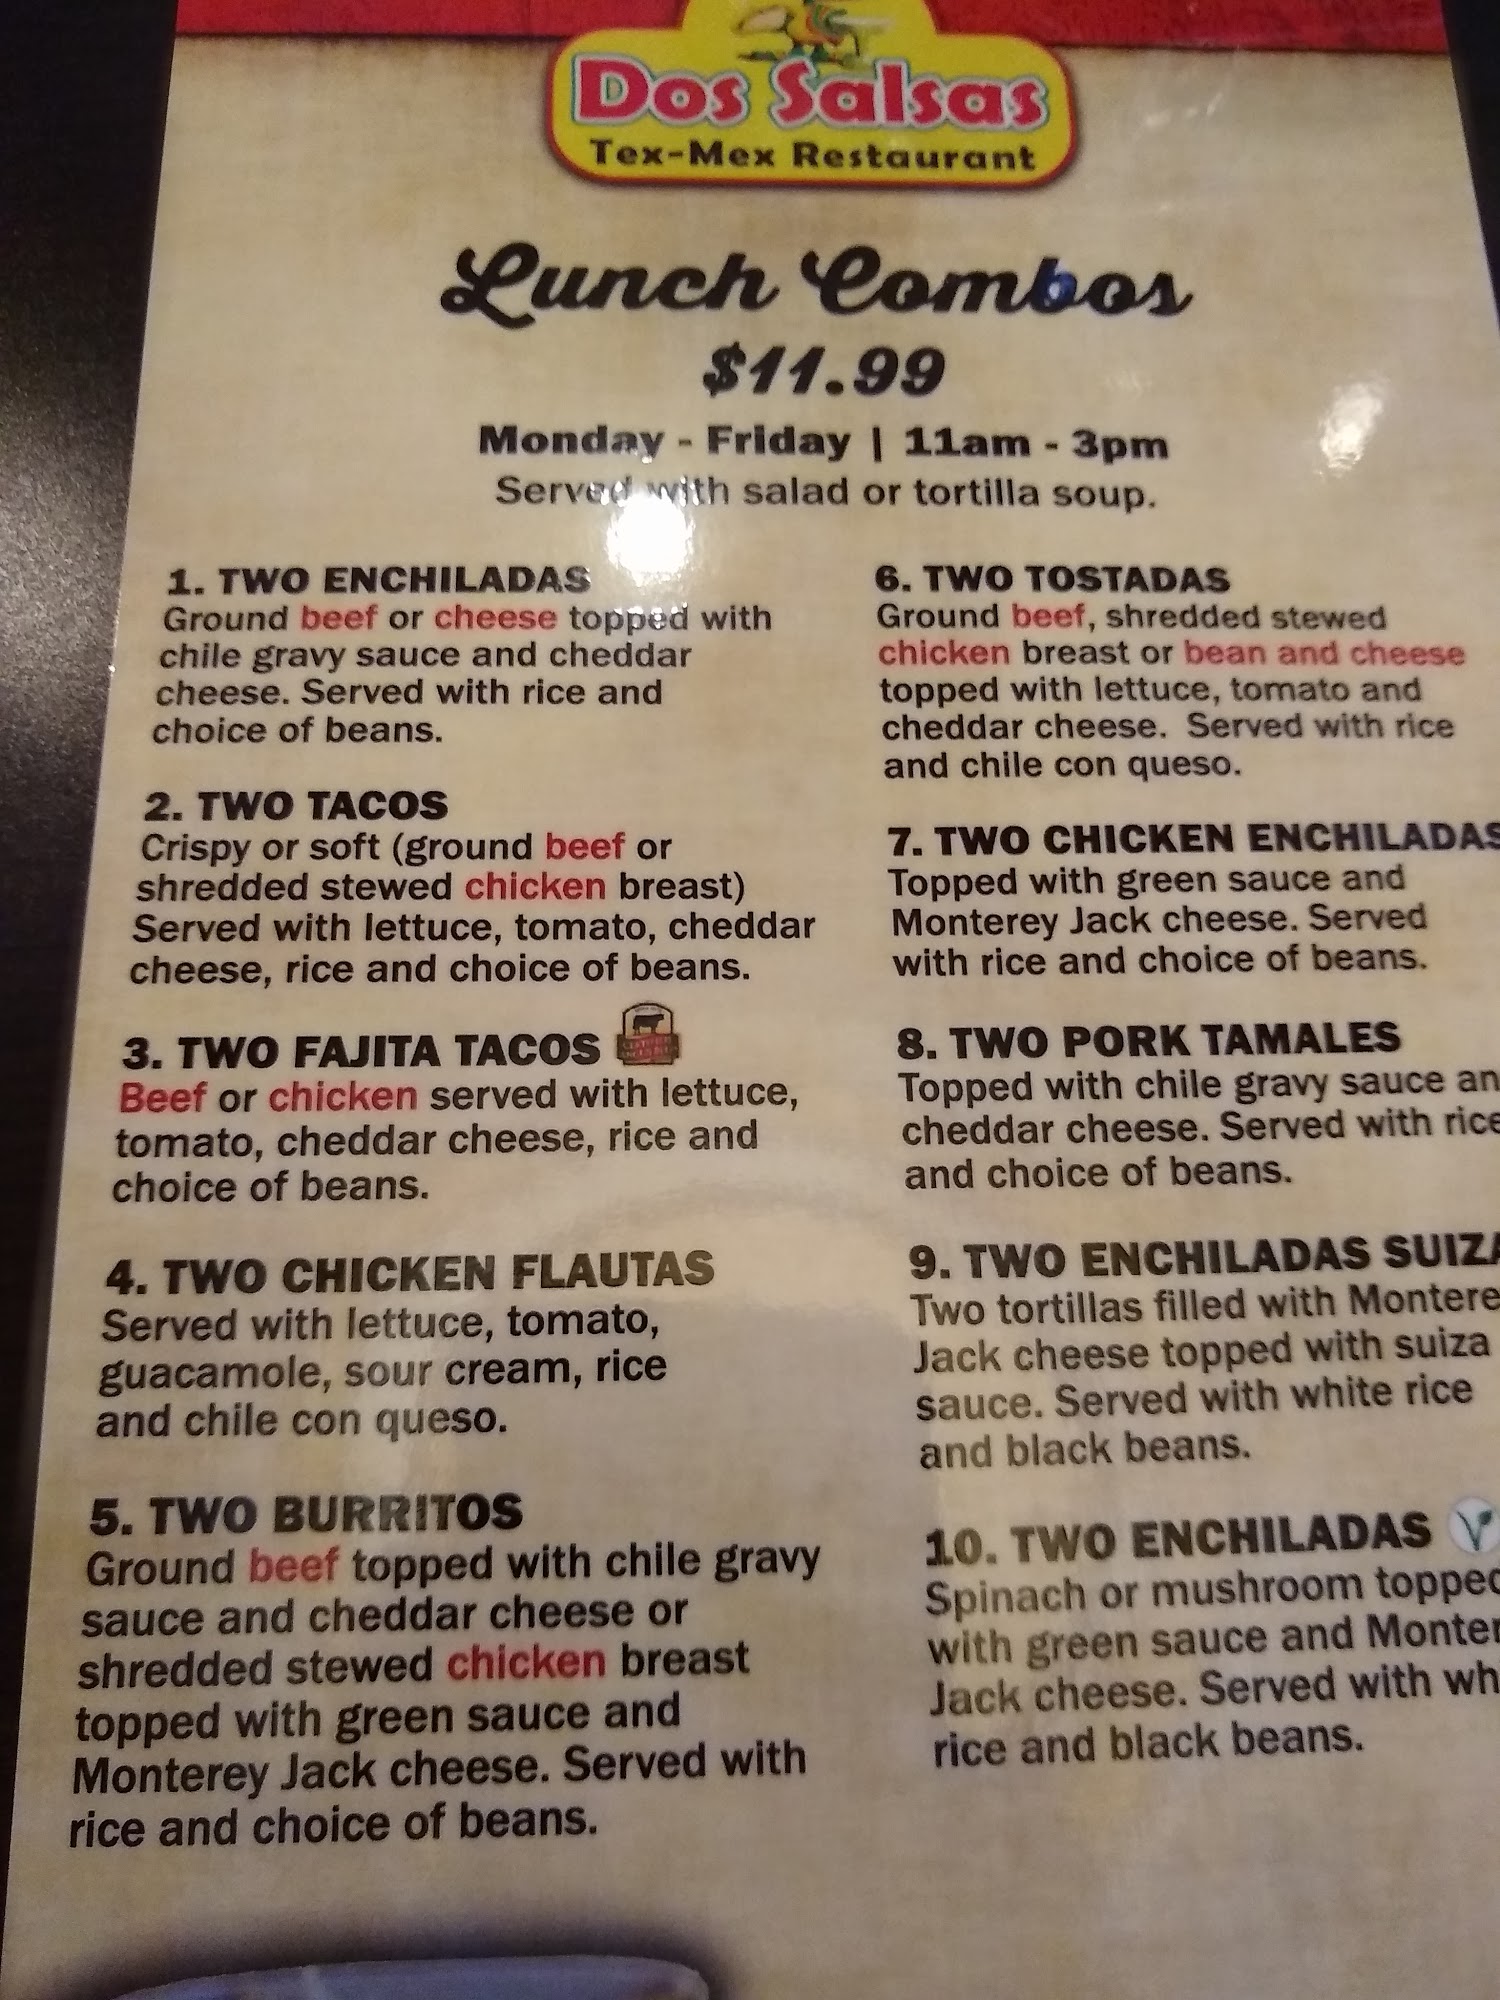 Dos Salsas
Tex-Mex Restaurant
Lunch Combos
$11.99
Monday - Friday | 11am - 3pm
Served with salad or tortilla soup.
1. TWO ENCHILADAS
Ground beef or cheese topped with
chile gravy sauce and cheddar
cheese. Served with rice and
choice of beans.
2. TWO TACOS
Crispy or soft (ground beef or
shredded stewed chicken breast)
Served with lettuce, tomato, cheddar
cheese, rice and choice of beans.
3. TWO FAJITA TACOS
Beef or chicken served with lettuce,
tomato, cheddar cheese, rice and
choice of beans.
4. TWO CHICKEN FLAUTAS
Served with lettuce, tomato,
guacamole, sour cream, rice
and chile con queso.
5. TWO BURRITOS
Ground beef topped with chile gravy
sauce and cheddar cheese or
shredded stewed chicken breast
topped with green sauce and
Monterey Jack cheese. Served with
rice and choice of beans.
6. TWO TOSTADAS
Ground beef, shredded stewed
chicken breast or bean and cheese
topped with lettuce, tomato and
cheddar cheese. Served with rice
and chile con queso.
7. TWO CHICKEN ENCHILADAS
Topped with green sauce and
Monterey Jack cheese. Served
with rice and choice of beans.
8. TWO PORK TAMALES
Topped with chile gravy sauce an
cheddar cheese. Served with rice
and choice of beans.
9. TWO ENCHILADAS SUIZA
Two tortillas filled with Montere
Jack cheese topped with suiza
sauce. Served with white rice
and black beans.
10. TWO ENCHILADAS
Spinach or mushroom topped
with green sauce and Monter
Jack cheese. Served with wh
rice and black beans.